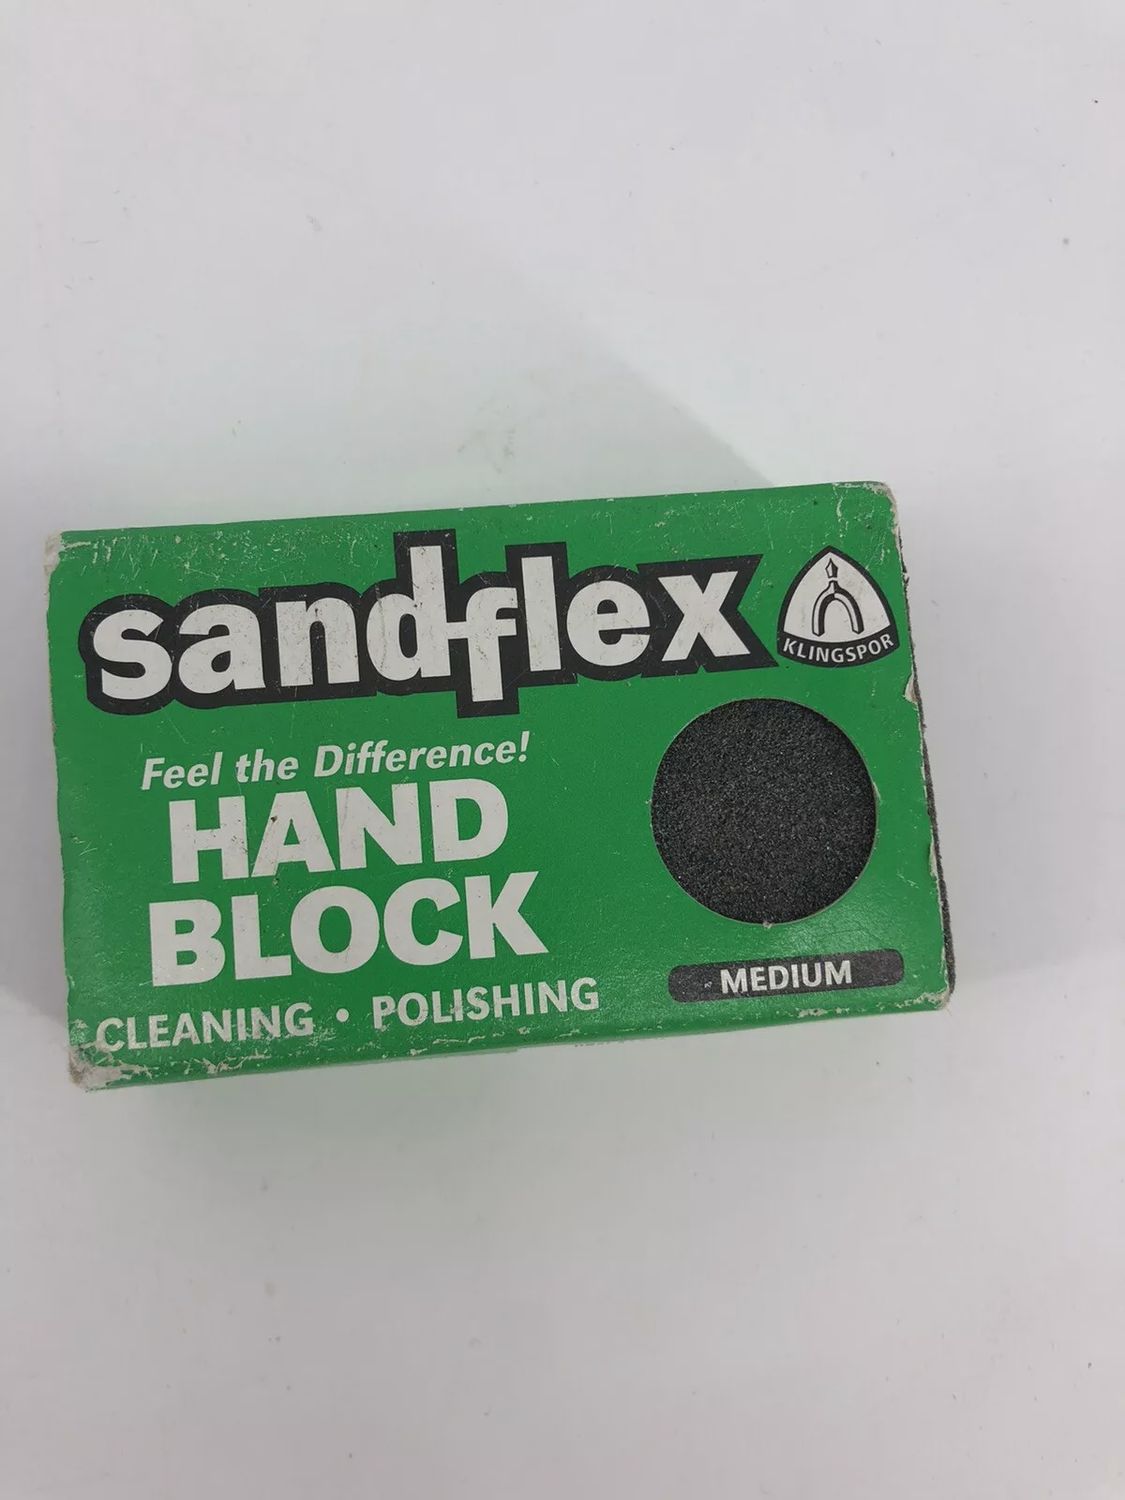 sandflex
KLINGSPOR
Feel the Difference!
HAND
BLOCK
CLEANING • POLISHING
MEDIUM